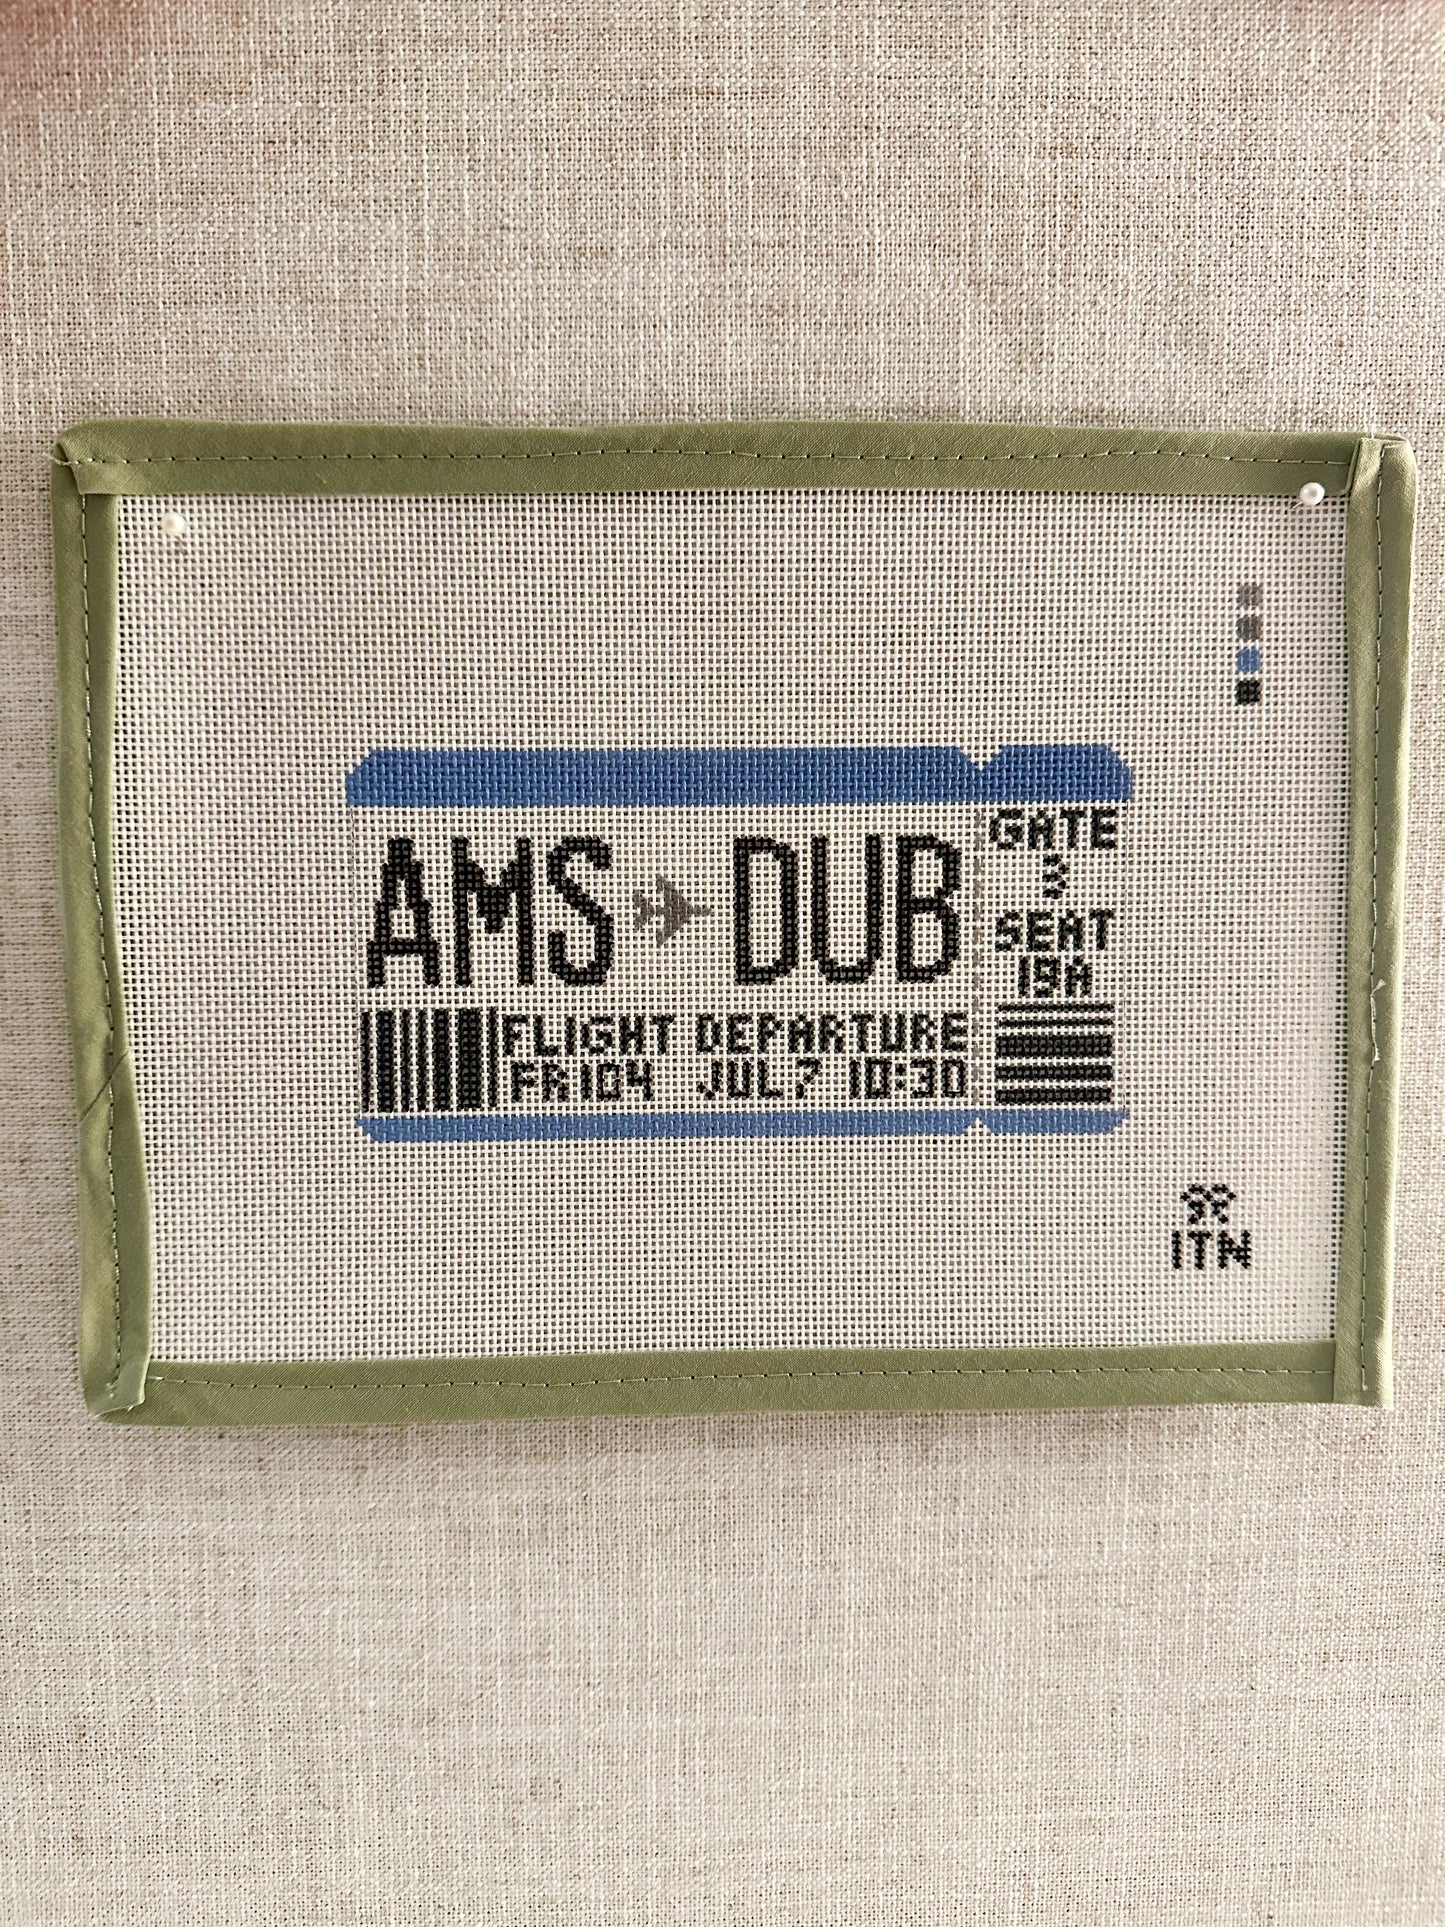 AMS DUB
FLIGHT DEPARTURE
FR104 JUL7 10:30
GATE
3
SEAT
19A
ITN